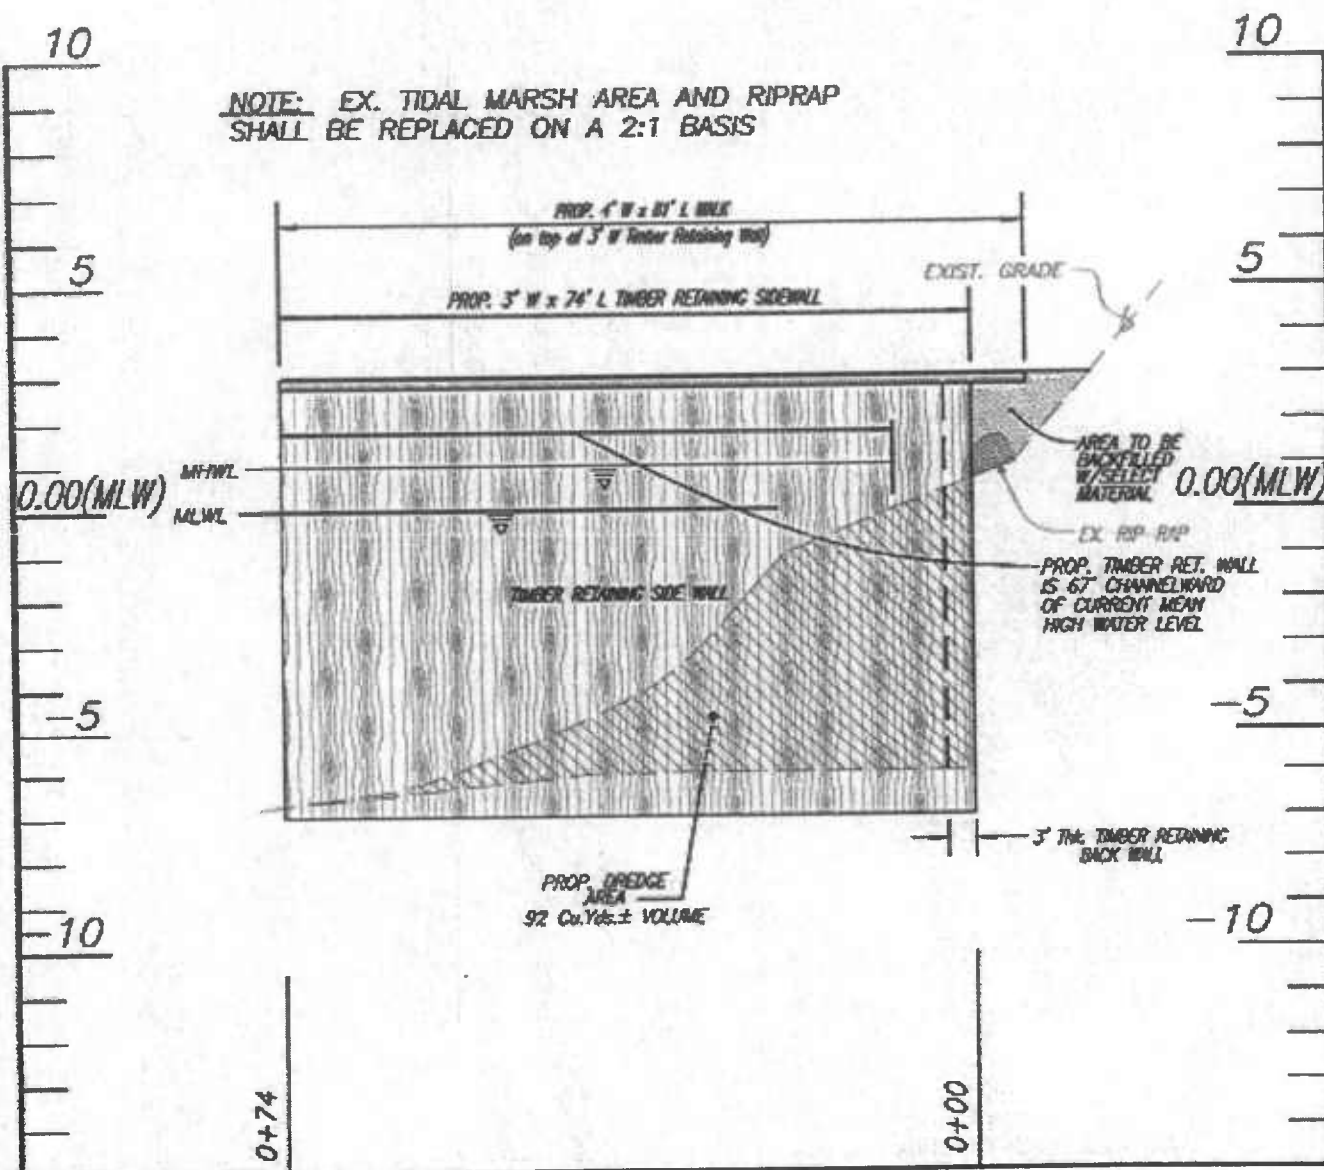 10
10
NOTE: EX. TIDAL MARSH AREA AND RIPRAP
SHALL BE REPLACED ON A 2:1 BASIS
PROP. 4' W x 81' L WALK
(on top of 3' W Timber Retaining Wall)
EXIST. GRADE
5
5
PROP. 3' W x 74' L TIMBER RETAINING SIDEWALL
AREA TO BE
BACKFILLED
W/SELECT
MATERIAL
MHWL
0.00(MLW)
0.00(MLW)
MLWL
EX. RIP-RAP
PROP. TIMBER RET. WALL
IS 67' CHANNELWARD
OF CURRENT MEAN
HIGH WATER LEVEL
TIMBER RETAINING SIDE WALL
-5
-5
3' Thk. TIMBER RETAINING
BACK WALL
PROP. DREDGE
AREA
92 Cu.Yds.± VOLUME
-10
-10
0+74
0+00